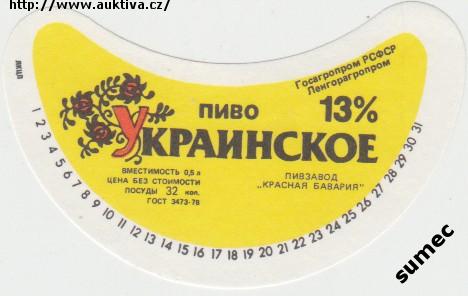 http://www.auktiva.cz/
Госагропром РСФСР
Ленгорагропром
ЛКЦП
ПИВО 13%
УКРАИНСКОЕ
ВМЕСТИМОСТЬ 0,5 л
ЦЕНА БЕЗ СТОИМОСТИ
ПОСУДЫ 32 коп.
ГОСТ 3473-78
ПИВЗАВОД
„КРАСНАЯ БАВАРИЯ"
1 2 3 4 5 6 7 8 9 10 11 12 13 14 15 16 17 18 19 20 21 22 23 24 25 26 27 28 29 30 31
sumec